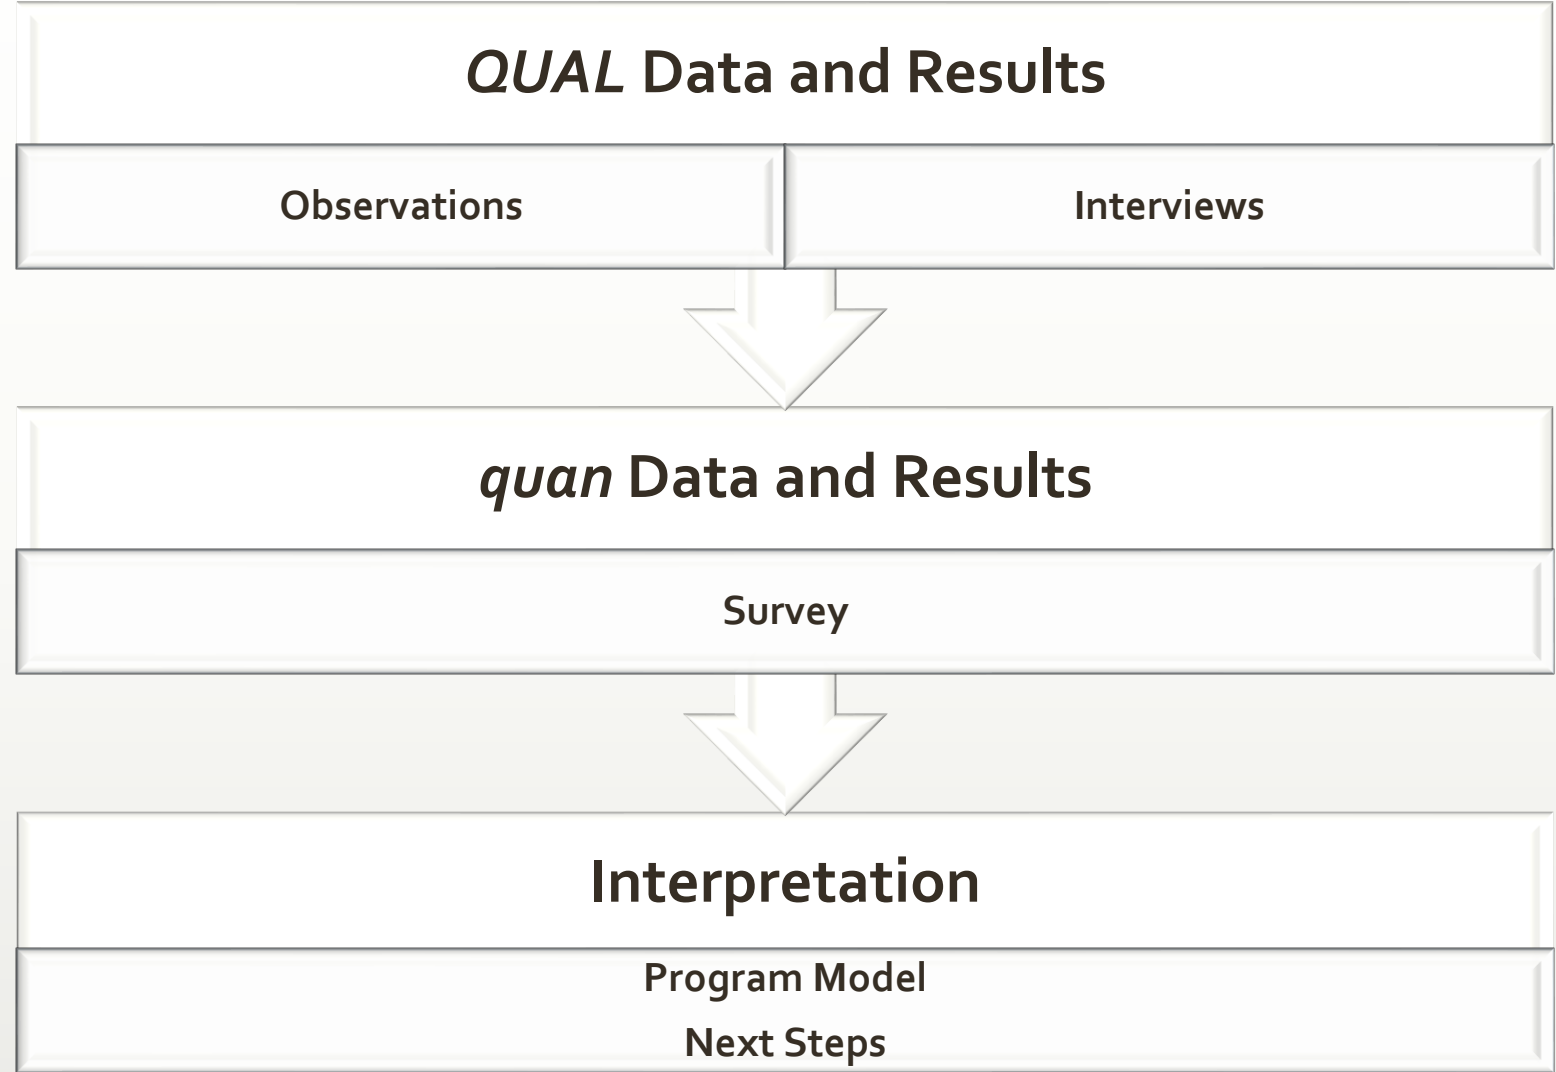 QUAL Data and Results
Observations
Interviews
quan Data and Results
Survey
Interpretation
Program Model
Next Steps